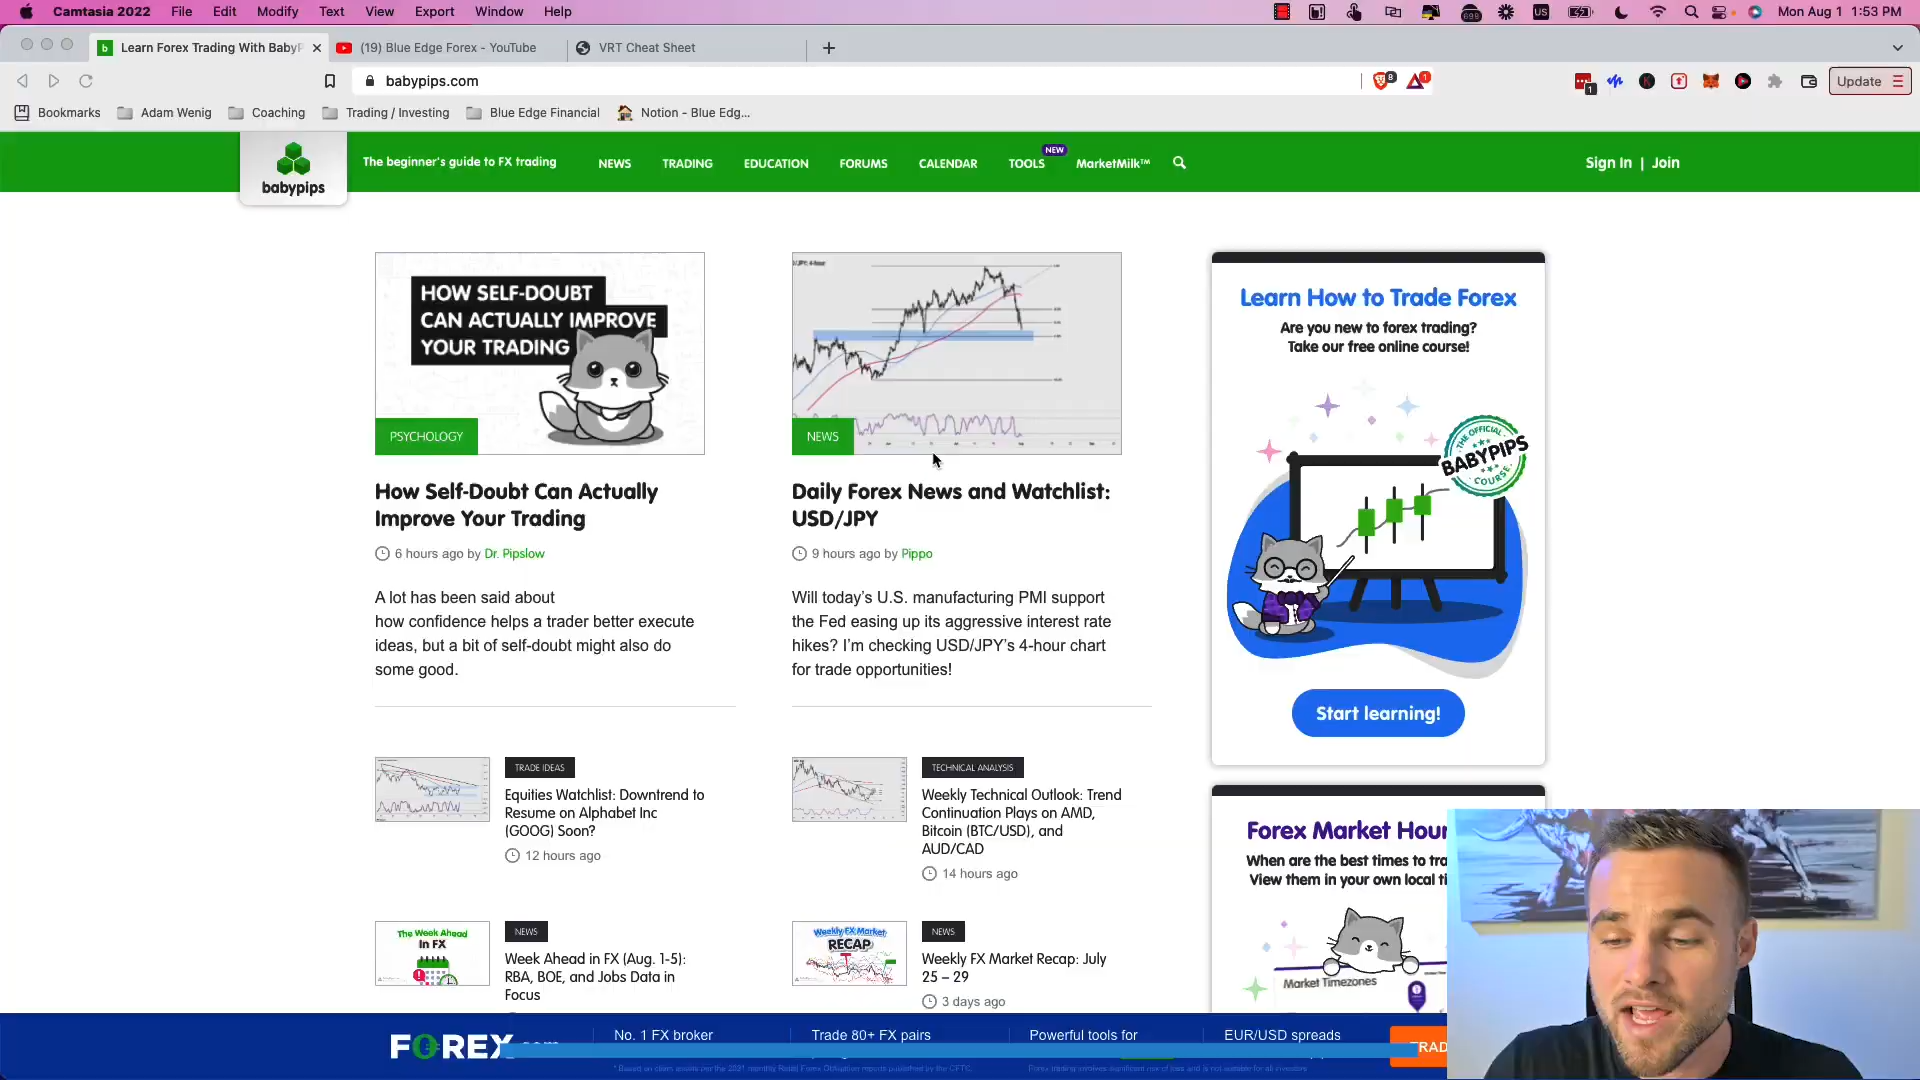 Camtasia 2022 File Edit Modify Text View Export Window Help
US
Mon Aug 1 1:53 PM
Learn Forex Trading With BabyP
(19) Blue Edge Forex - YouTube
VRT Cheat Sheet
babypips.com
8
1
1
Update
Bookmarks
Adam Wenig
Coaching
Trading / Investing
Blue Edge Financial
Notion - Blue Edg...
babypips
The beginner's guide to FX trading
NEWS
TRADING
EDUCATION
FORUMS
CALENDAR
TOOLS
NEW
MarketMilk™
Sign In | Join
HOW SELF-DOUBT
CAN ACTUALLY IMPROVE
YOUR TRADING
PSYCHOLOGY
How Self-Doubt Can Actually
Improve Your Trading
6 hours ago by Dr. Pipslow
A lot has been said about
how confidence helps a trader better execute
ideas, but a bit of self-doubt might also do
some good.
NEWS
Daily Forex News and Watchlist:
USD/JPY
9 hours ago by Pippo
Will today's U.S. manufacturing PMI support
the Fed easing up its aggressive interest rate
hikes? I'm checking USD/JPY's 4-hour chart
for trade opportunities!
Learn How to Trade Forex
Are you new to forex trading?
Take our free online course!
THE OFFICIAL
BABYPIPS
COURSE
Start learning!
TRADE IDEAS
Equities Watchlist: Downtrend to
Resume on Alphabet Inc
(GOOG) Soon?
12 hours ago
TECHNICAL ANALYSIS
Weekly Technical Outlook: Trend
Continuation Plays on AMD,
Bitcoin (BTC/USD), and
AUD/CAD
14 hours ago
The Week Ahead
In FX
NEWS
Week Ahead in FX (Aug. 1-5):
RBA, BOE, and Jobs Data in
Focus
Weekly FX Market
RECAP
NEWS
Weekly FX Market Recap: July
25 – 29
3 days ago
Forex Market Hour
When are the best times to tra
View them in your own local ti
Market Timezones
FOREX.com
No. 1 FX broker
Trade 80+ FX pairs
Powerful tools for
EUR/USD spreads
TRAD